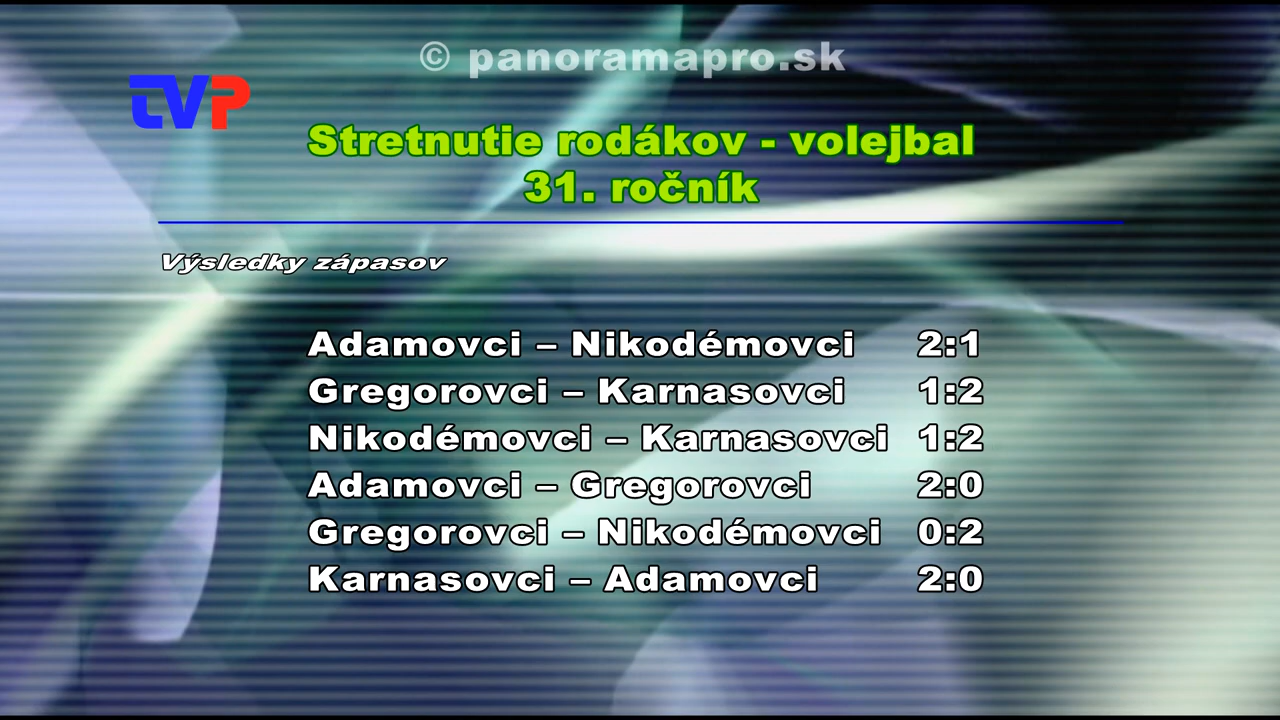 © panoramapro.sk
TVP
Stretnutie rodákov - volejbal
31. ročník
Výsledky zápasov
Adamovci – Nikodémovci 2:1
Gregorovci – Karnasovci 1:2
Nikodémovci – Karnasovci 1:2
Adamovci – Gregorovci 2:0
Gregorovci – Nikodémovci 0:2
Karnasovci – Adamovci 2:0